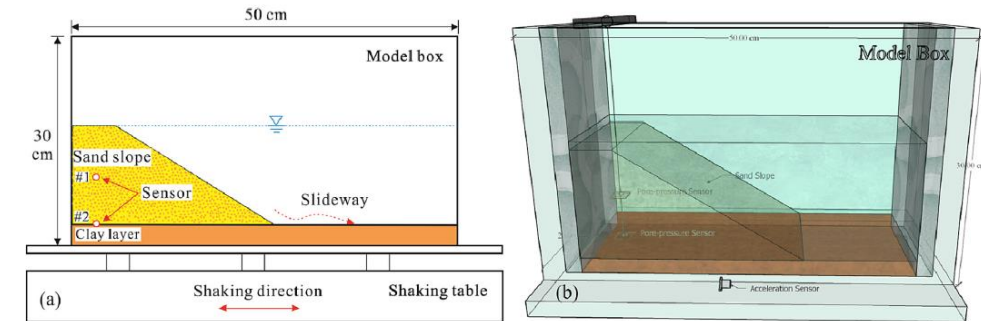 50 cm
Model box
30
cm
Sand slope
#1
Sensor
Slideway
#2
Clay layer
(a)
Shaking direction
Shaking table
50.00 cm
Model Box
Sand Slope
Pore-pressure Sensor
Pore-pressure Sensor
(b)
Acceleration Sensor